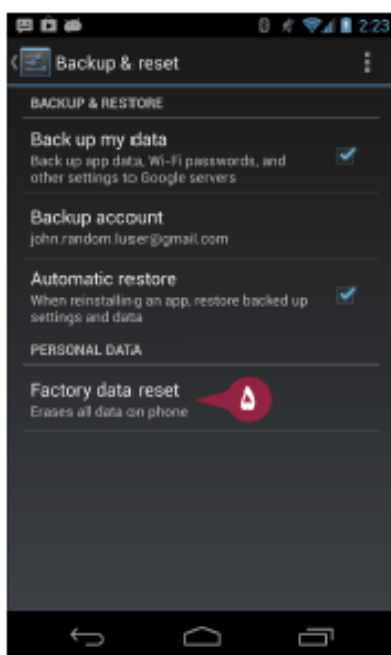 2:23
Backup & reset
BACKUP & RESTORE
Back up my data
Back up app data, Wi-Fi passwords, and
other settings to Google servers
Backup account
john.random.luser@gmail.com
Automatic restore
When reinstalling an app, restore backed up
settings and data
PERSONAL DATA
Factory data reset
Erases all data on phone
۵